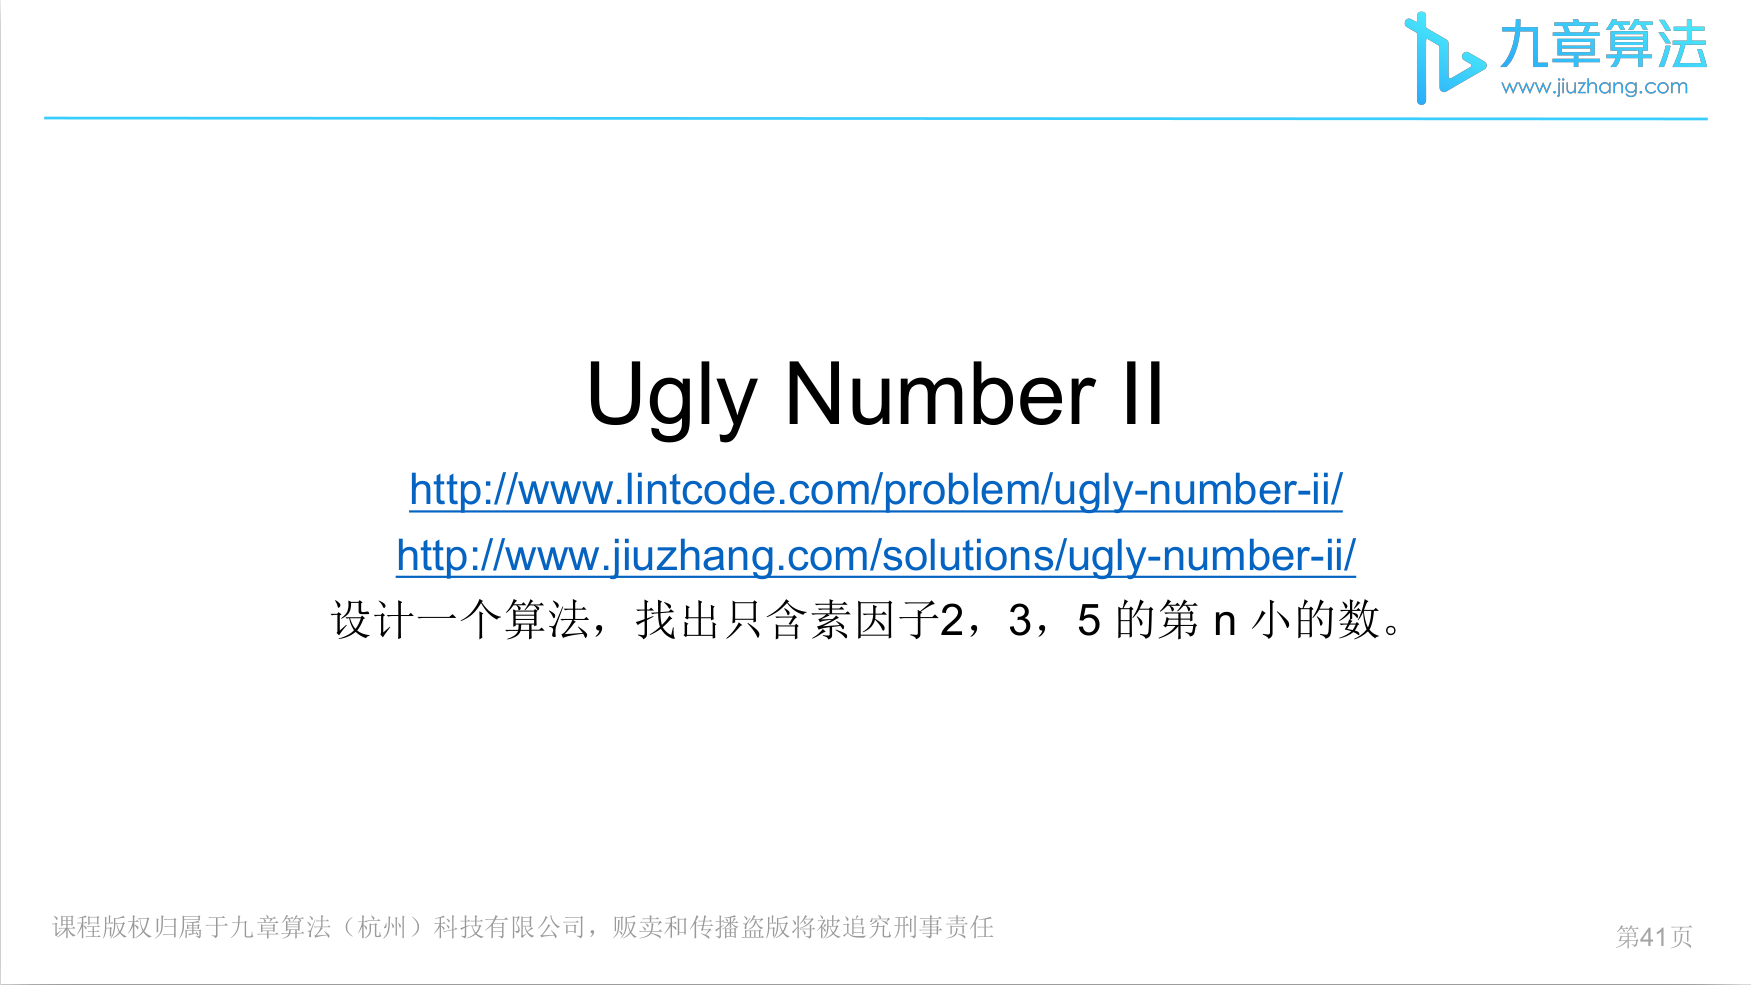 九章算法
www.jiuzhang.com
Ugly Number II
http://www.lintcode.com/problem/ugly-number-ii/
http://www.jiuzhang.com/solutions/ugly-number-ii/
设计一个算法，找出只含素因子2，3，5 的第 n 小的数。
课程版权归属于九章算法（杭州）科技有限公司，贩卖和传播盗版将被追究刑事责任
第41页